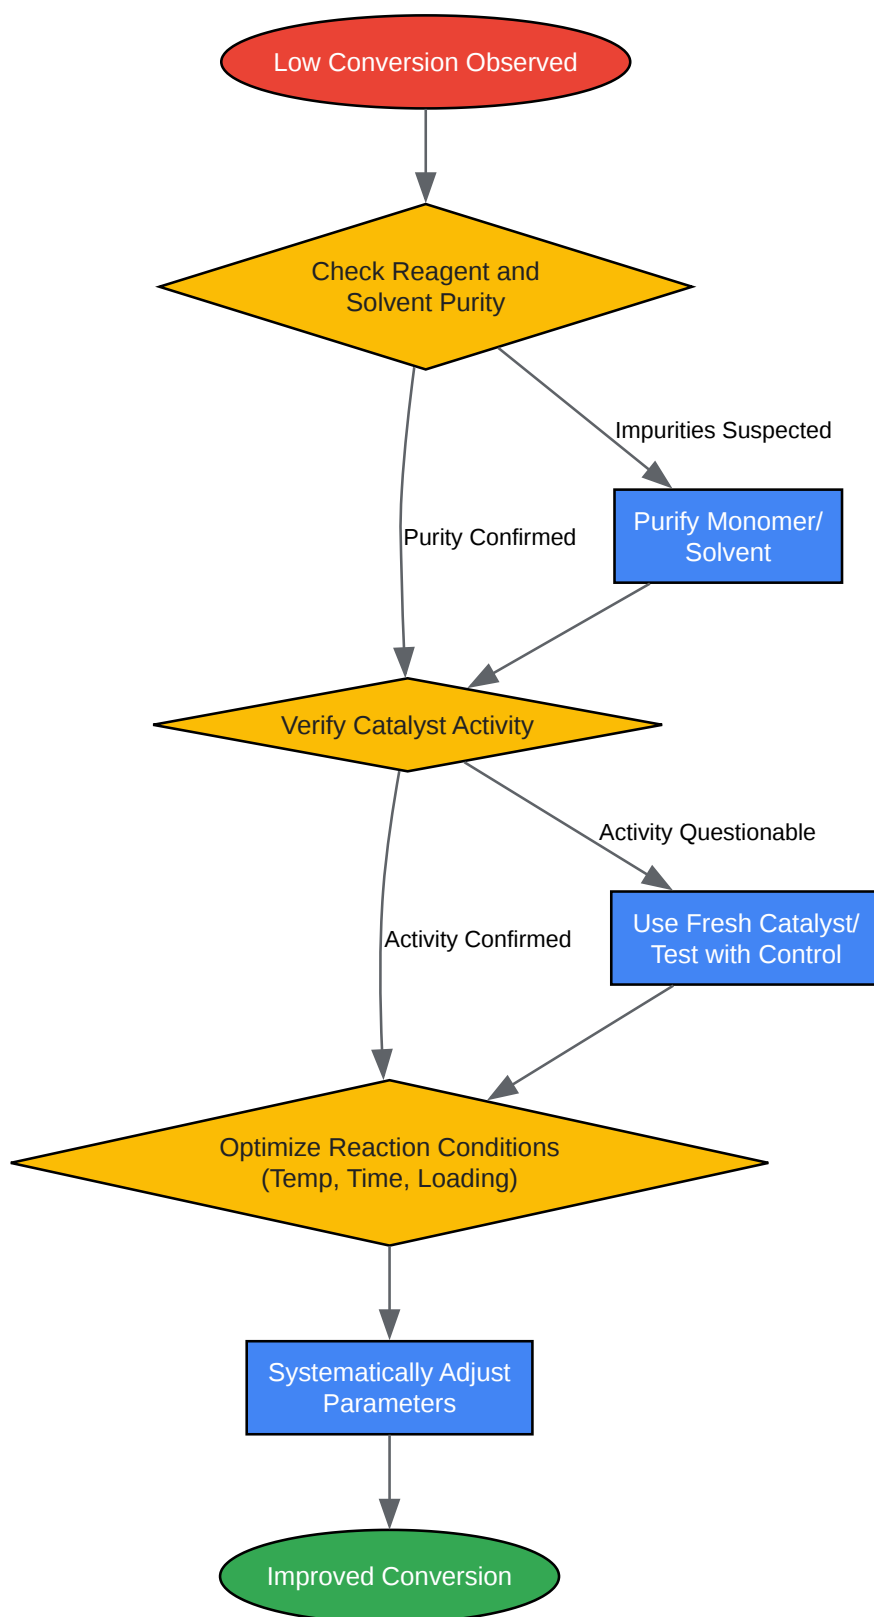 Low Conversion Observed
Check Reagent and
Solvent Purity
Impurities Suspected
Purity Confirmed
Purify Monomer/
Solvent
Verify Catalyst Activity
Activity Questionable
Activity Confirmed
Use Fresh Catalyst/
Test with Control
Optimize Reaction Conditions
(Temp, Time, Loading)
Systematically Adjust
Parameters
Improved Conversion